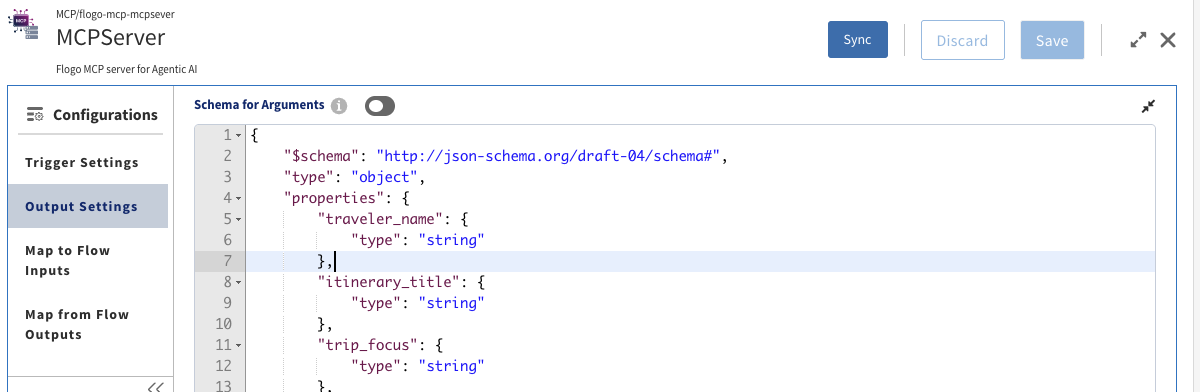 MCP
MCP/flogo-mcp-mcpsever
MCPServer
Flogo MCP server for Agentic AI
Sync
Discard
Save
Configurations
Trigger Settings
Output Settings
Map to Flow
Inputs
Map from Flow
Outputs
Schema for Arguments
1 {
2 "$schema": "http://json-schema.org/draft-04/schema#",
3 "type": "object",
4 "properties": {
5 "traveler_name": {
6 "type": "string"
7 },
8 "itinerary_title": {
9 "type": "string"
10 },
11 "trip_focus": {
12 "type": "string"
13 },